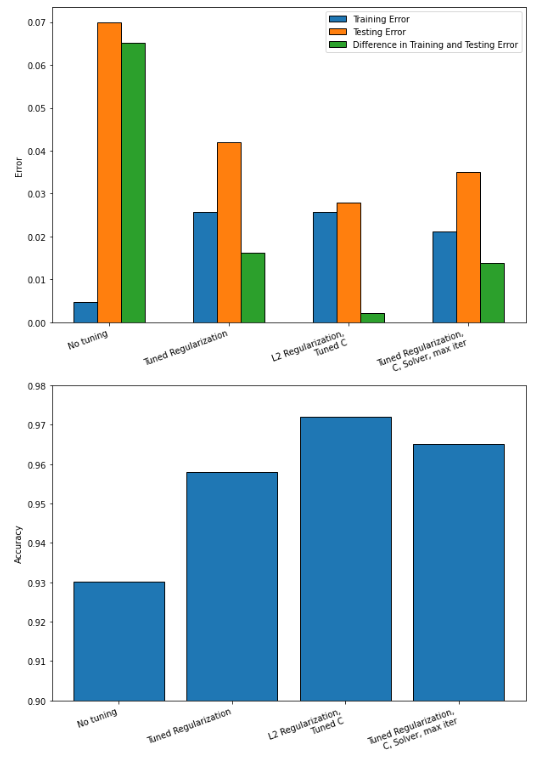 0.07
0.06
0.05
0.04
0.03
0.02
0.01
0.00
Error
Training Error
Testing Error
Difference in Training and Testing Error
No tuning
Tuned Regularization
L2 Regularization,
Tuned C
Tuned Regularization,
C, Solver, max iter
0.98
0.97
0.96
0.95
0.94
0.93
0.92
0.91
0.90
Accuracy
No tuning
Tuned Regularization
L2 Regularization,
Tuned C
Tuned Regularization,
C, Solver, max iter